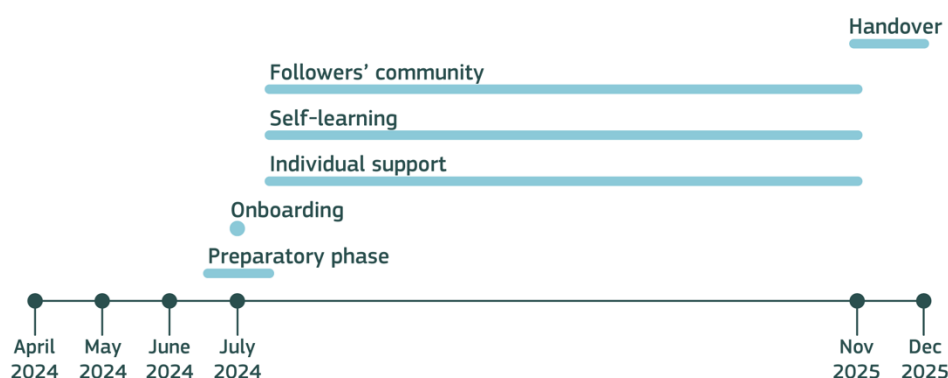 Handover
Followers’ community
Self-learning
Individual support
Onboarding
Preparatory phase
April May June July Nov Dec
2024 2024 2024 2024 2025 2025